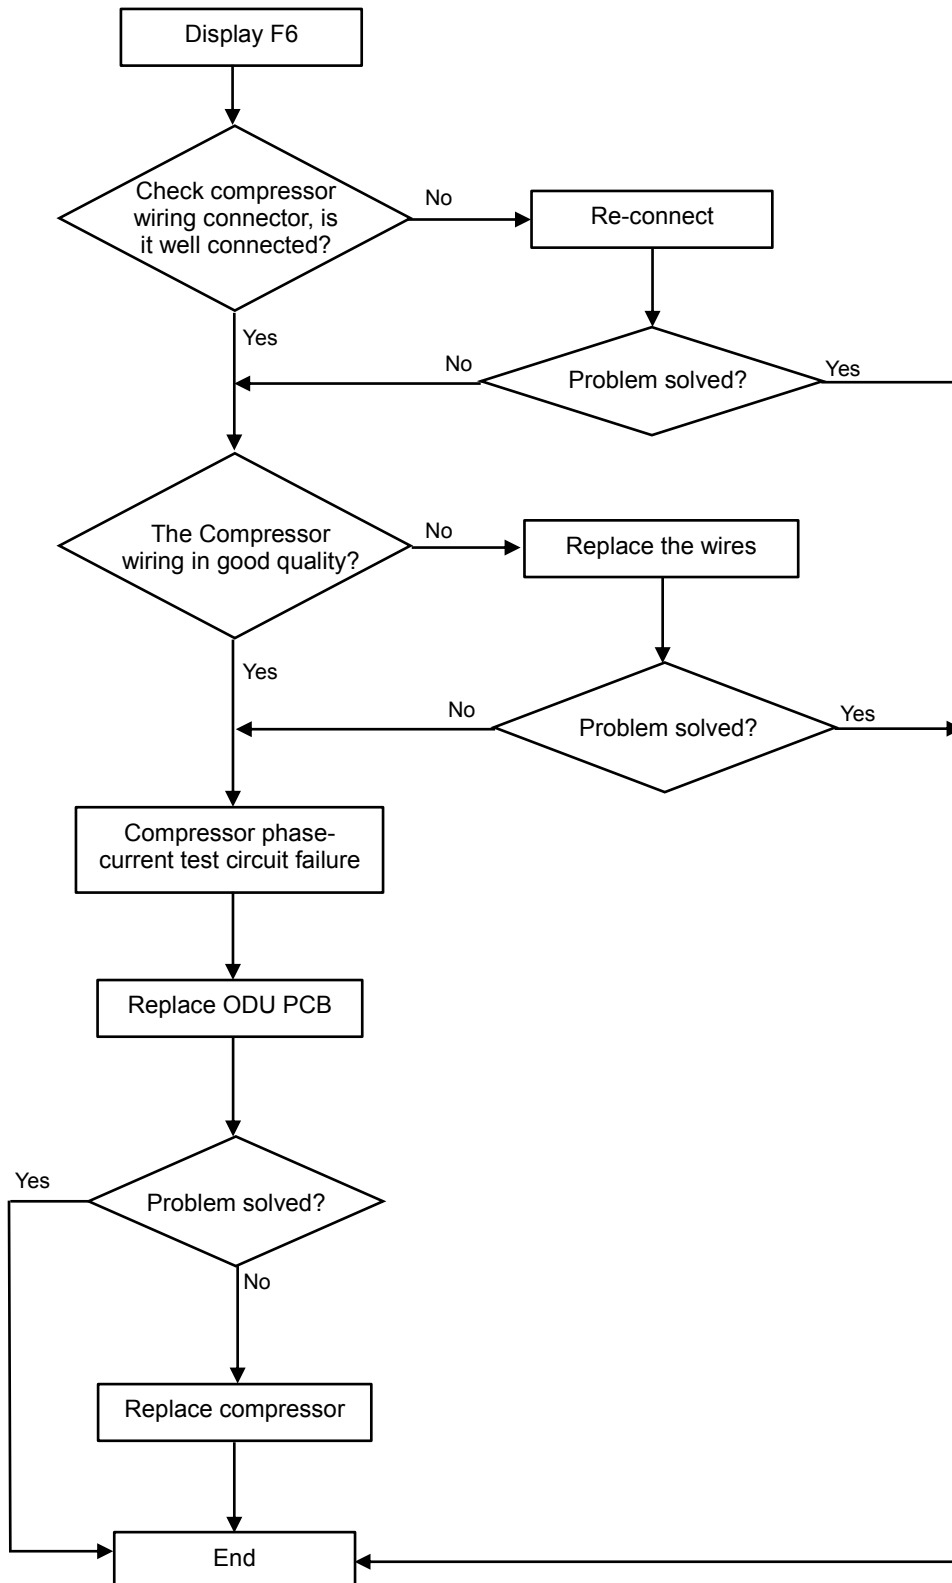 Display F6
Check compressor
wiring connector, is
it well connected?
No
Re-connect
Yes
No
Problem solved?
Yes
The Compressor
wiring in good quality?
No
Replace the wires
Yes
No
Problem solved?
Yes
Compressor phase-
current test circuit failure
Replace ODU PCB
Yes
Problem solved?
No
Replace compressor
End